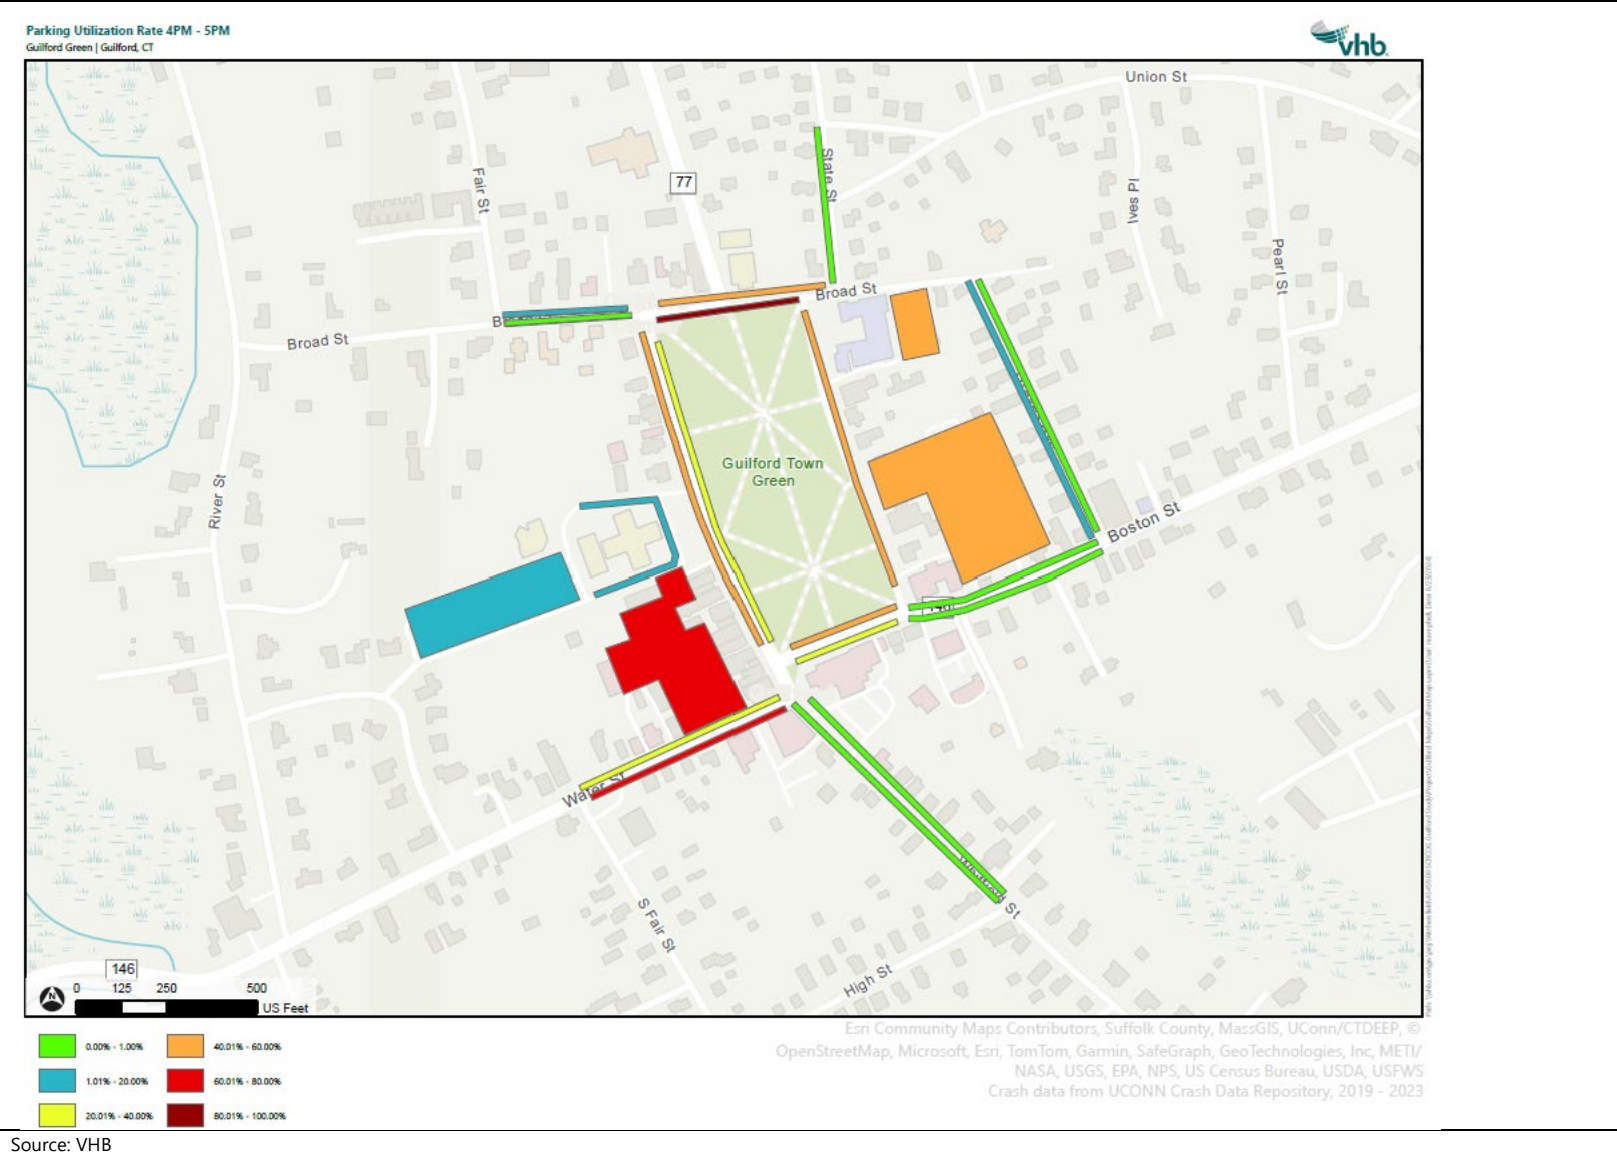 Parking Utilization Rate 4PM - 5PM
Guilford Green | Guilford, CT
vhb
Union St
Fair St
77
State St
Ives Pl
Pearl St
Broad St
Broad St
Guilford Town
Green
River St
Boston St
Water St
S Fair St
St
High St
146
0 125 250 500
US Feet
N
Esri Community Maps Contributors, Suffolk County, MassGIS, UConn/CTDEEP, ©
OpenStreetMap, Microsoft, Esri, TomTom, Garmin, SafeGraph, GeoTechnologies, Inc, METI/
NASA, USGS, EPA, NPS, US Census Bureau, USDA, USFWS
Crash data from UCONN Crash Data Repository, 2019 - 2023
0.00% - 1.00%
40.01% - 60.00%
1.01% - 20.00%
60.01% - 80.00%
20.01% - 40.00%
80.01% - 100.00%
Source: VHB